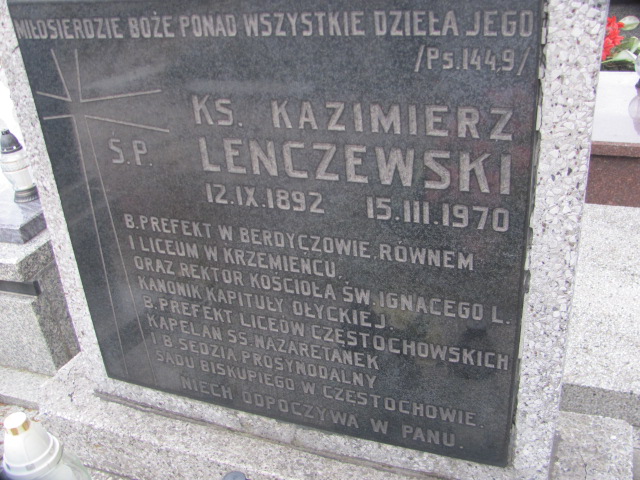 MIŁOSIERDZIE BOŻE PONAD WSZYSTKIE DZIEŁA JEGO
/Ps.144,9/
KS. KAZIMIERZ
Ś.P. LENCZEWSKI
12.IX.1892 15.III.1970
B.PREFEKT W BERDYCZOWIE, RÓWNEM
I LICEUM W KRZEMIEŃCU.
ORAZ REKTOR KOŚCIOŁA ŚW. IGNACEGO L.
KANONIK KAPITUŁY OŁYCKIEJ.
B. PREFEKT LICEÓW CZĘSTOCHOWSKICH
KAPELAN SS. NAZARETANEK
I B. SĘDZIA PROSYNODALNY
SĄDU BISKUPIEGO W CZĘSTOCHOWIE.
NIECH ODPOCZYWA W PANU.